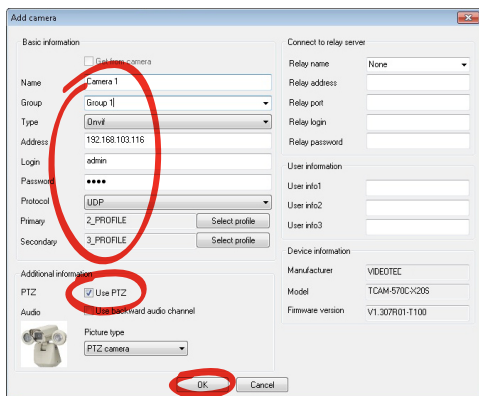 Add camera
Basic information
Get from camera
Name Camera 1
Group Group 1
Type Onvif
Address 192.168.103.116
Login admin
Password ••••
Protocol UDP
Primary 2_PROFILE Select profile
Secondary 3_PROFILE Select profile
Additional information
PTZ Use PTZ
Audio Use backward audio channel
Picture type
PTZ camera
Connect to relay server
Relay name None
Relay address
Relay port
Relay login
Relay password
User information
User info1
User info2
User info3
Device information
Manufacturer VIDEOTEC
Model TCAM-570C-X20S
Firmware version V1.307R01-T100
OK Cancel